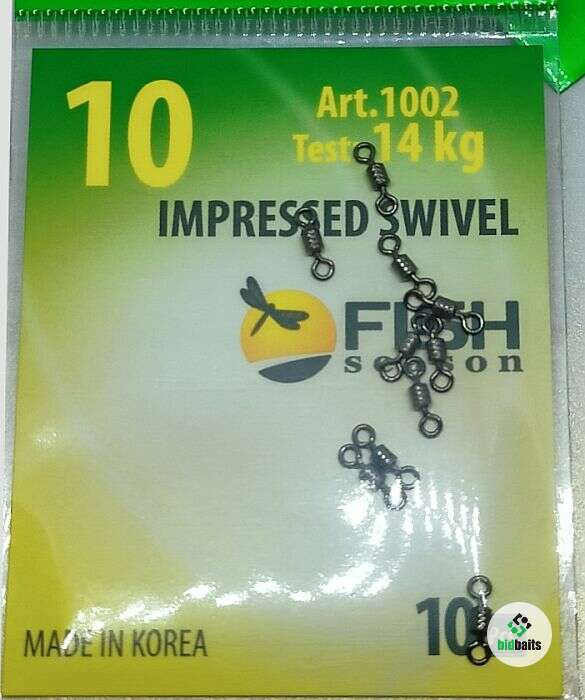 10
Art.1002
Test: 14 kg
IMPRESSED SWIVEL
FISH
season
10
MADE IN KOREA
bidbaits